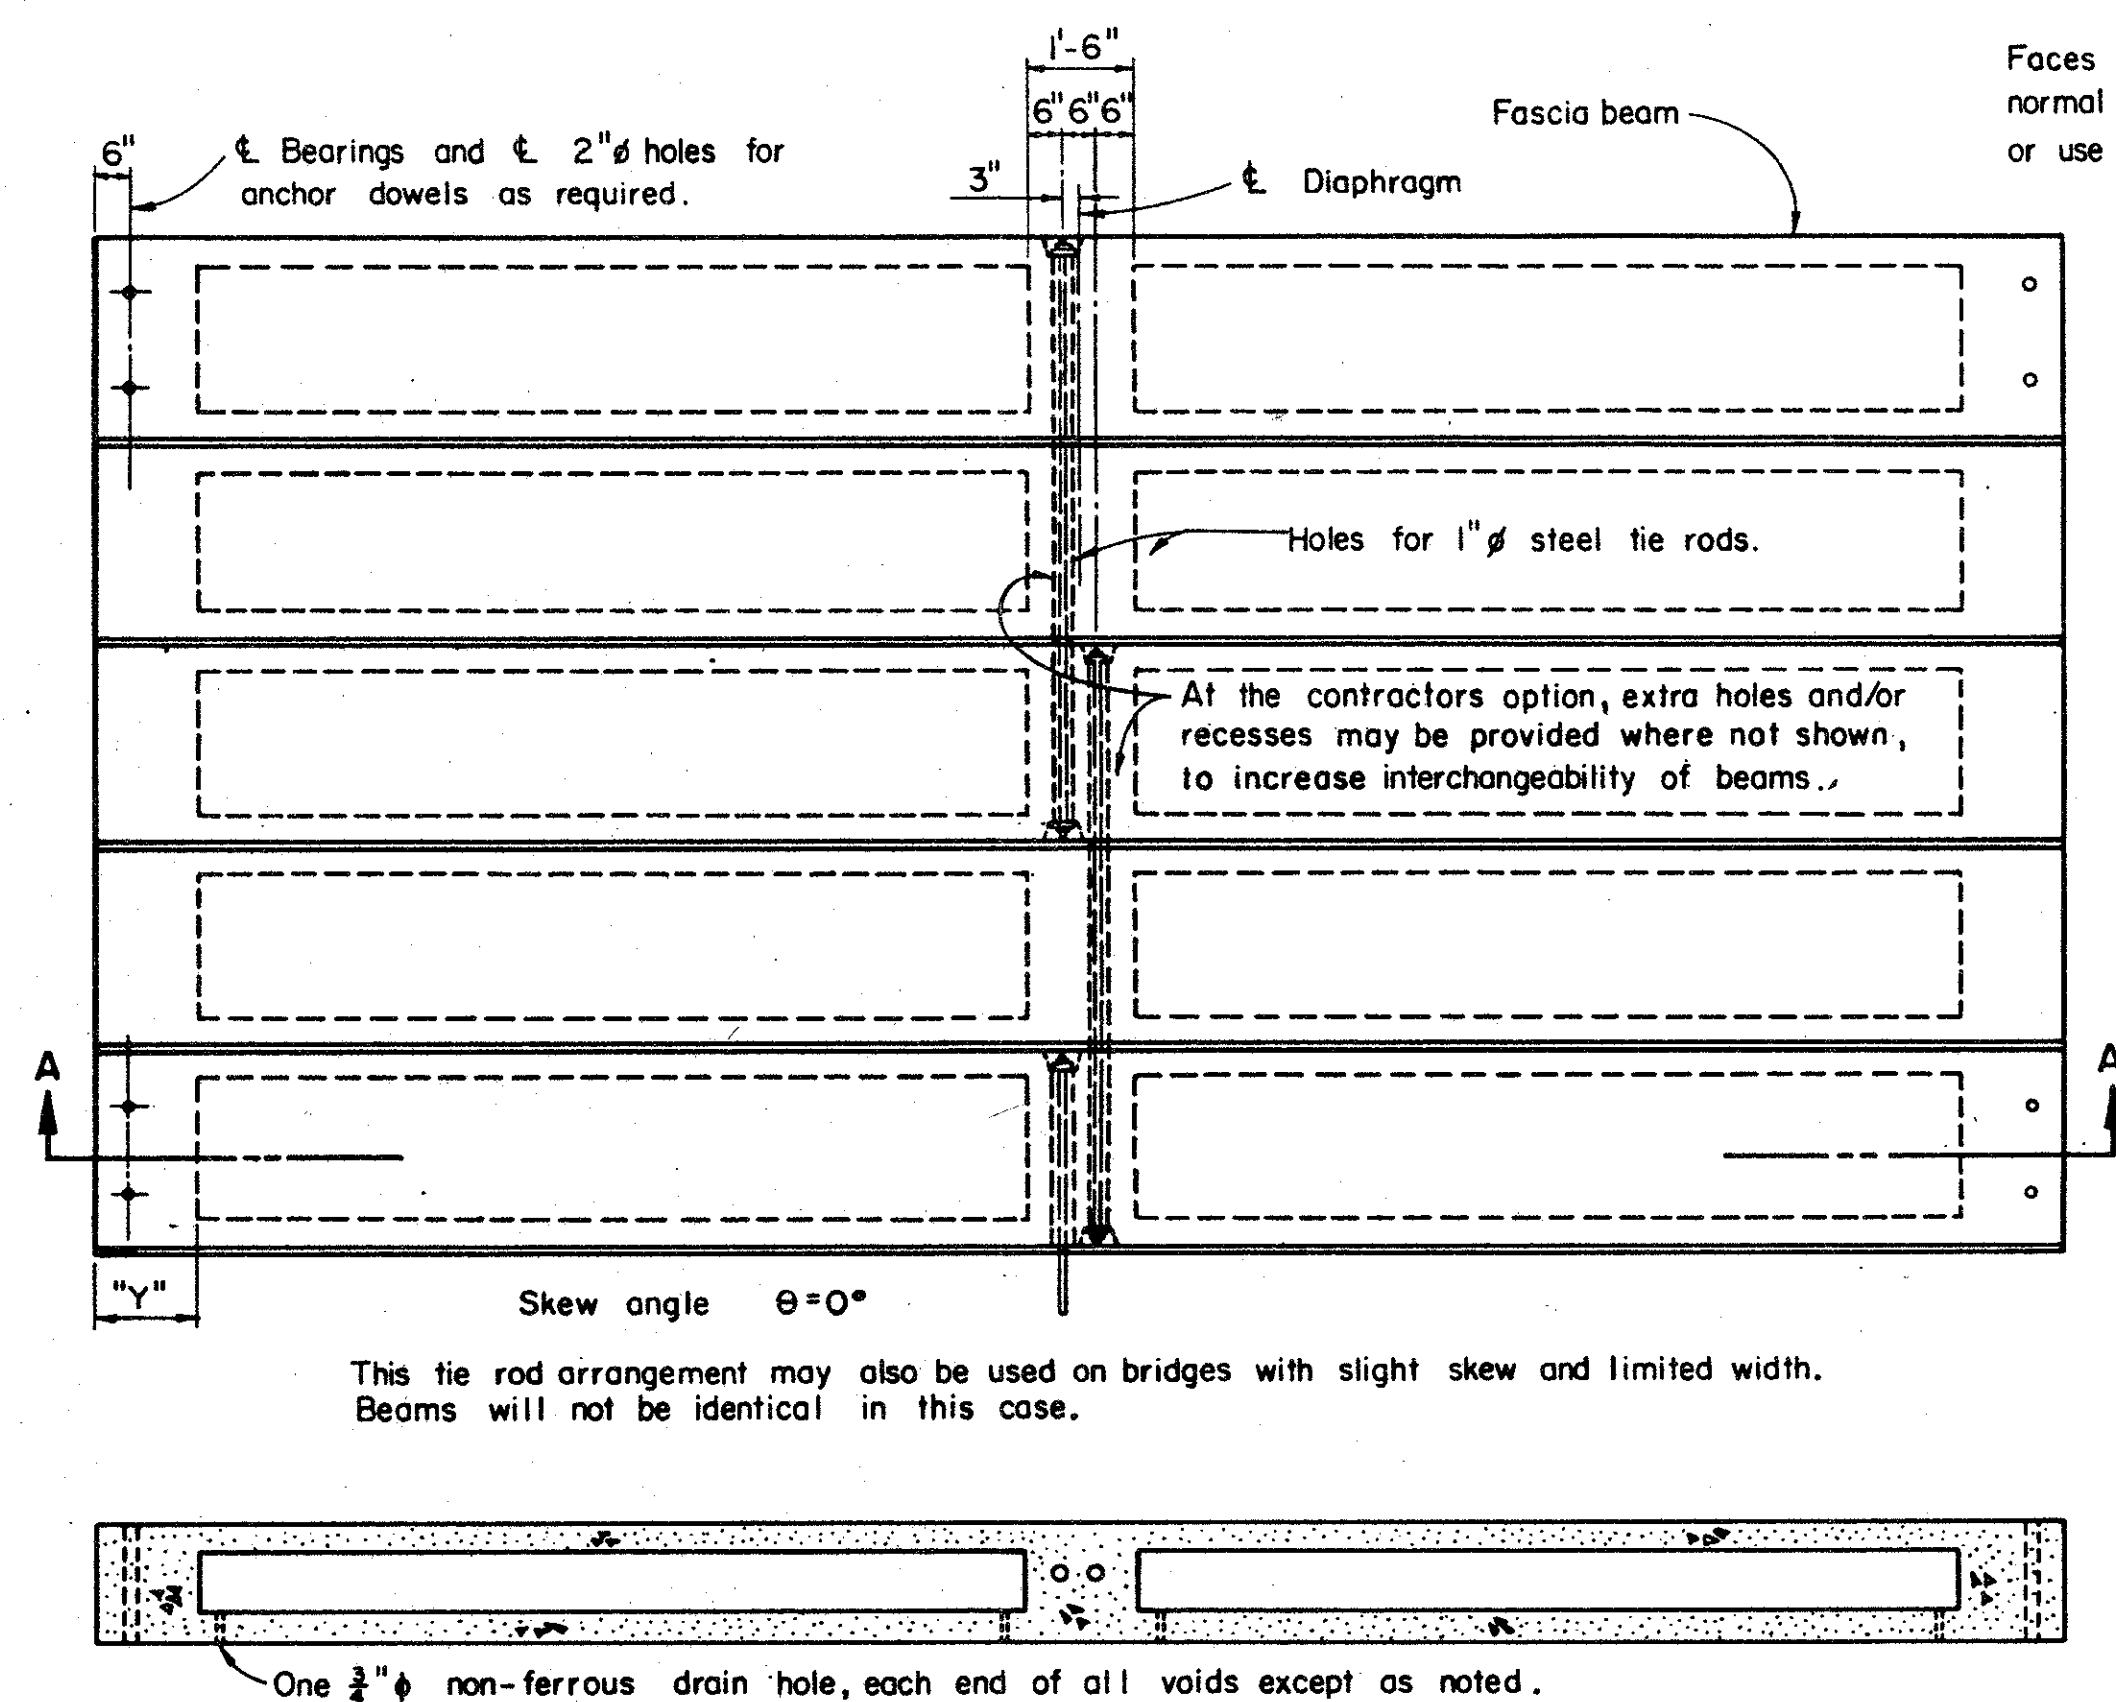 1'-6"
6" 6" 6"
Faces
normal
or use
Fascia beam
6"
℄ Bearings and ℄ 2"ø holes for
anchor dowels as required.
3"
℄ Diaphragm
Holes for 1"ø steel tie rods.
At the contractors option, extra holes and/or
recesses may be provided where not shown,
to increase interchangeability of beams.
A
A
"Y"
Skew angle θ=0°
This tie rod arrangement may also be used on bridges with slight skew and limited width.
Beams will not be identical in this case.
One 3/4"ϕ non-ferrous drain hole, each end of all voids except as noted.